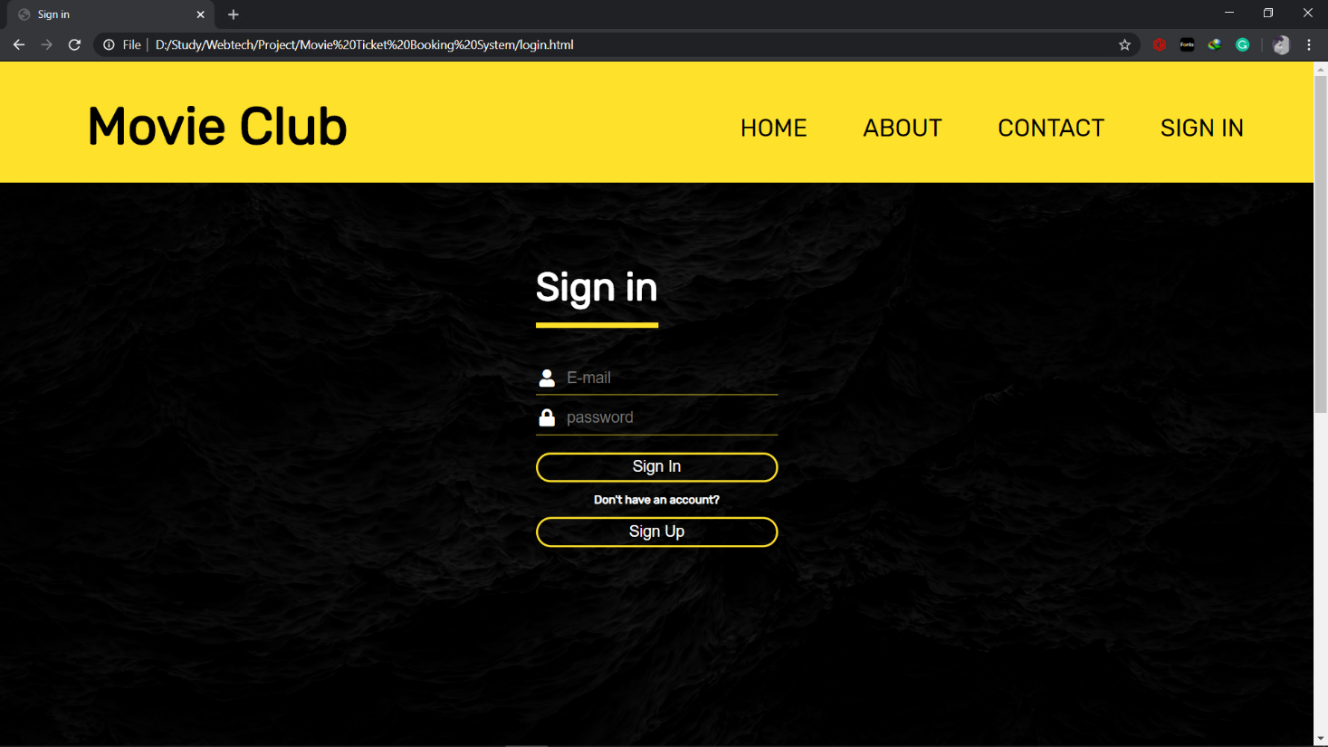 Sign in
File
D:/Study/Webtech/Project/Movie%20Ticket%20Booking%20System/login.html
Fonts
Movie Club
HOME ABOUT CONTACT SIGN IN
Sign in
E-mail
password
Sign In
Don't have an account?
Sign Up